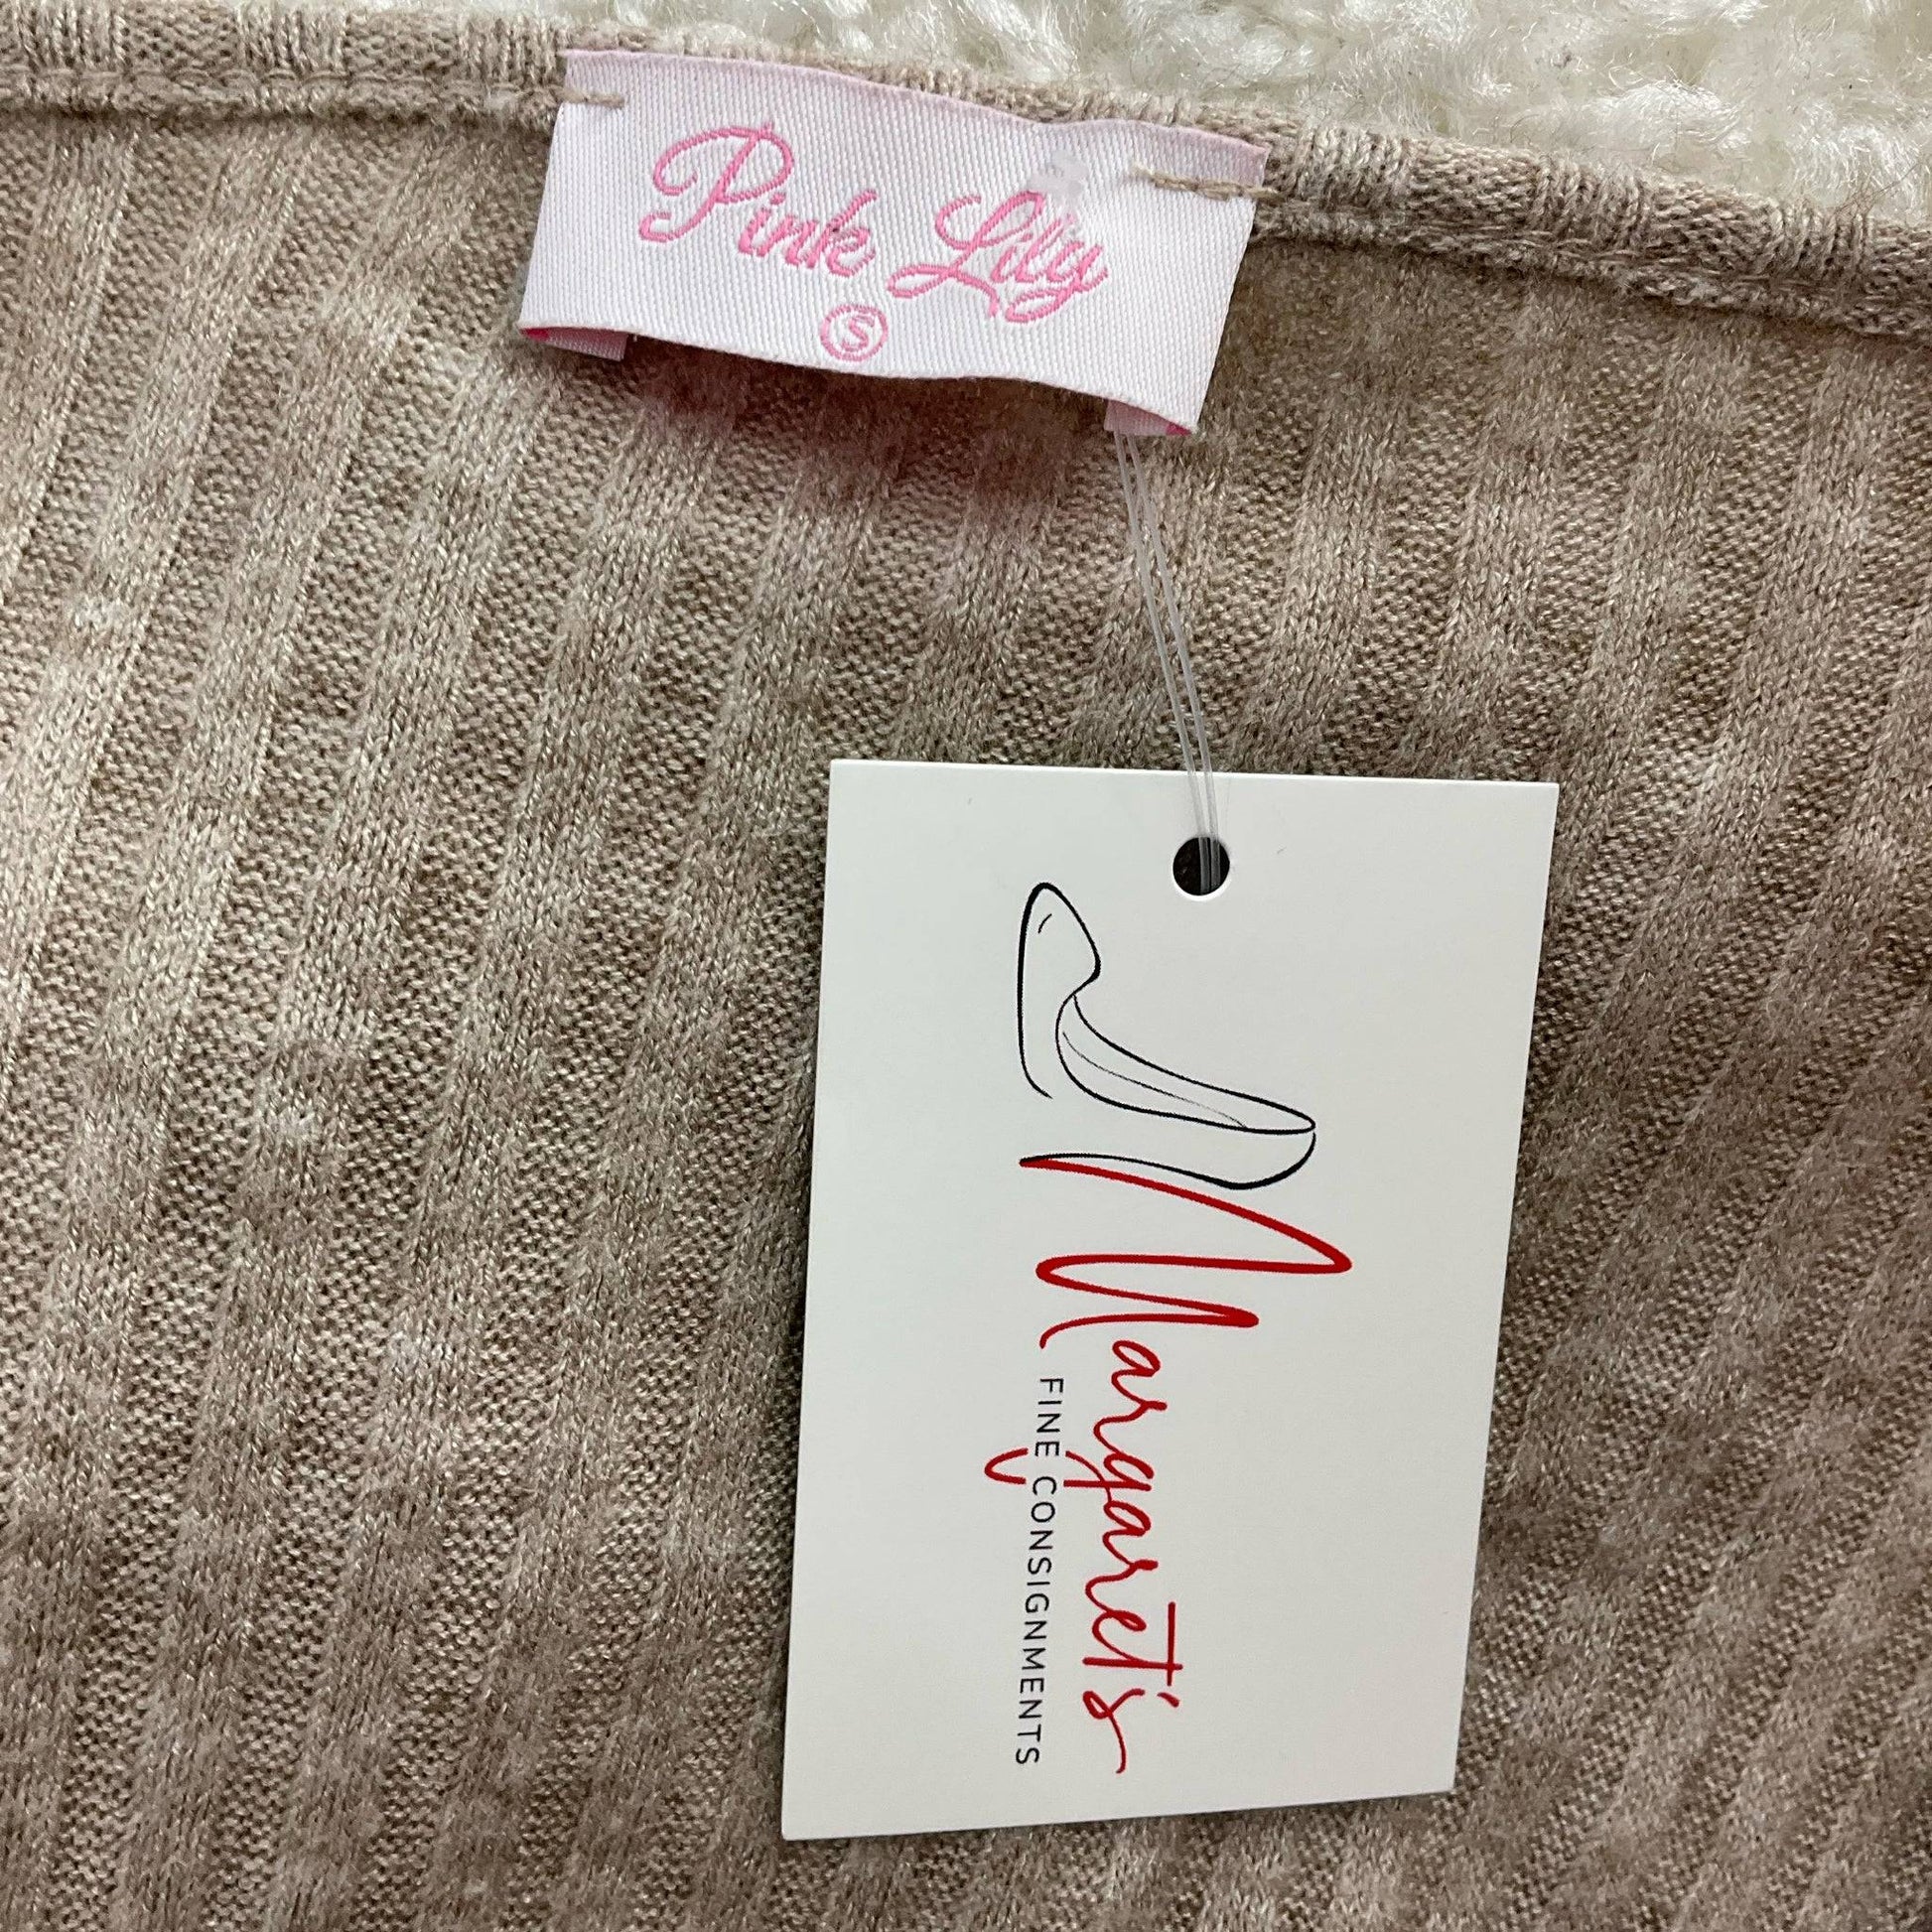 Pink Lily
S
Margaret's
FINE CONSIGNMENTS